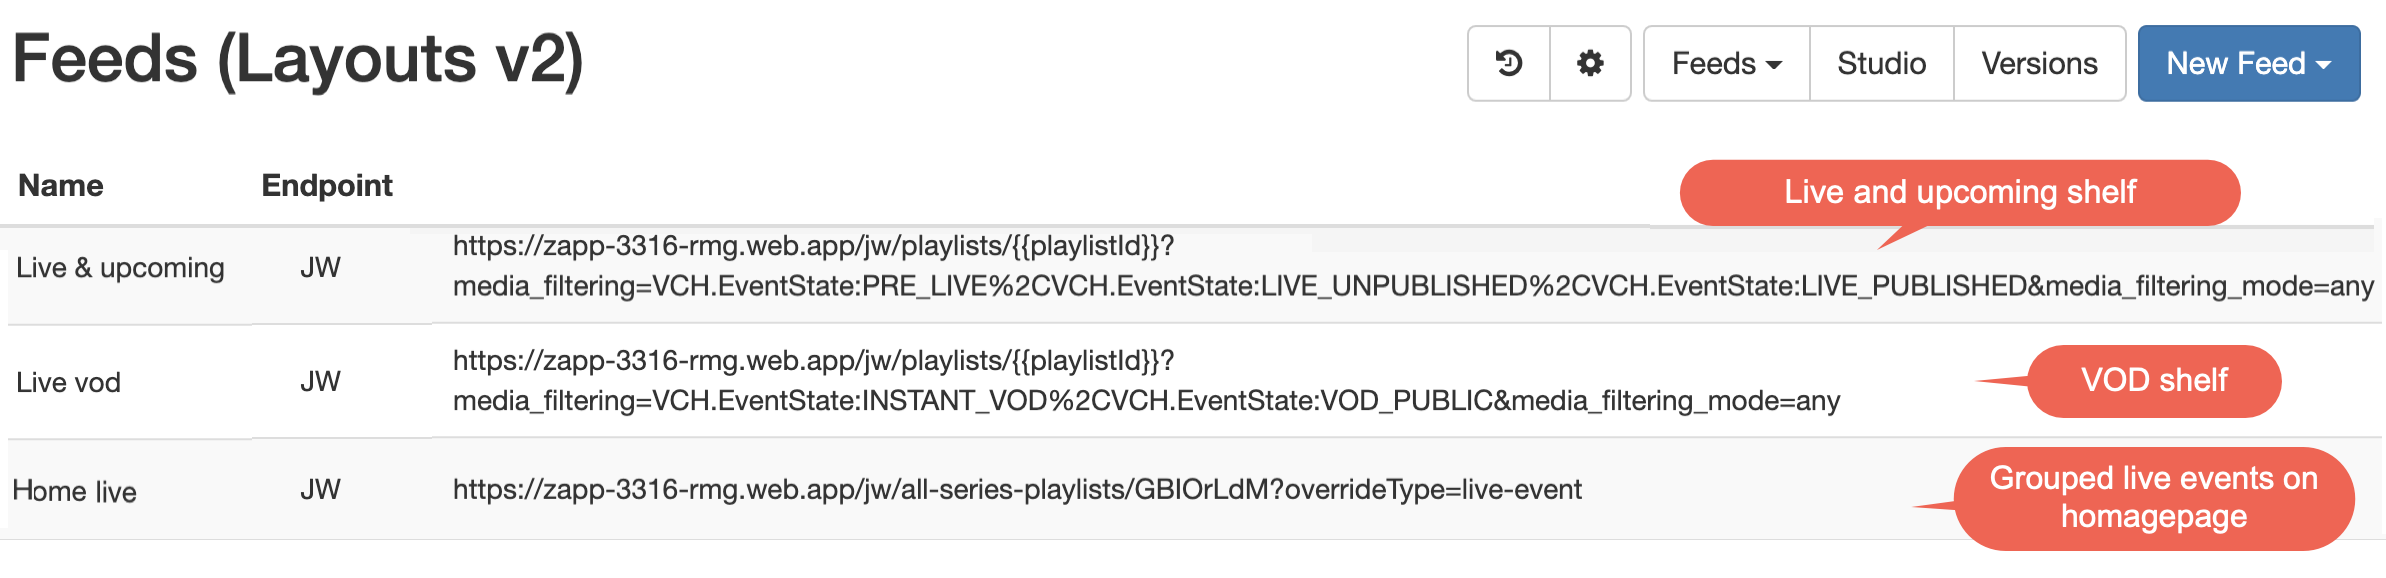 Feeds (Layouts v2)
Feeds
Studio
Versions
New Feed
Name
Endpoint
Live and upcoming shelf
Live & upcoming
JW
https://zapp-3316-rmg.web.app/jw/playlists/{{playlistId}}?
media_filtering=VCH.EventState:PRE_LIVE%2CVCH.EventState:LIVE_UNPUBLISHED%2CVCH.EventState:LIVE_PUBLISHED&media_filtering_mode=any
Live vod
JW
https://zapp-3316-rmg.web.app/jw/playlists/{{playlistId}}?
media_filtering=VCH.EventState:INSTANT_VOD%2CVCH.EventState:VOD_PUBLIC&media_filtering_mode=any
VOD shelf
Home live
JW
https://zapp-3316-rmg.web.app/jw/all-series-playlists/GBIOrLdM?overrideType=live-event
Grouped live events on
homagepage